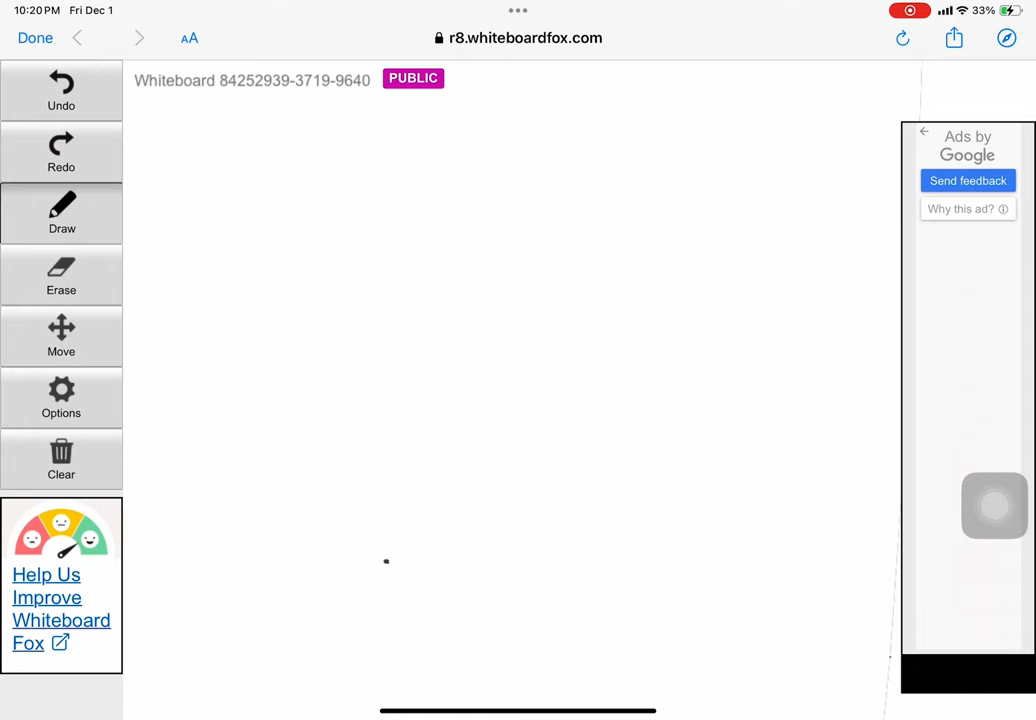 10:20 PM Fri Dec 1
33%
Done
AA
r8.whiteboardfox.com
Undo
Whiteboard 84252939-3719-9640 PUBLIC
Redo
Draw
Erase
Move
Options
Clear
Help Us
Improve
Whiteboard
Fox
Ads by
Google
Send feedback
Why this ad?